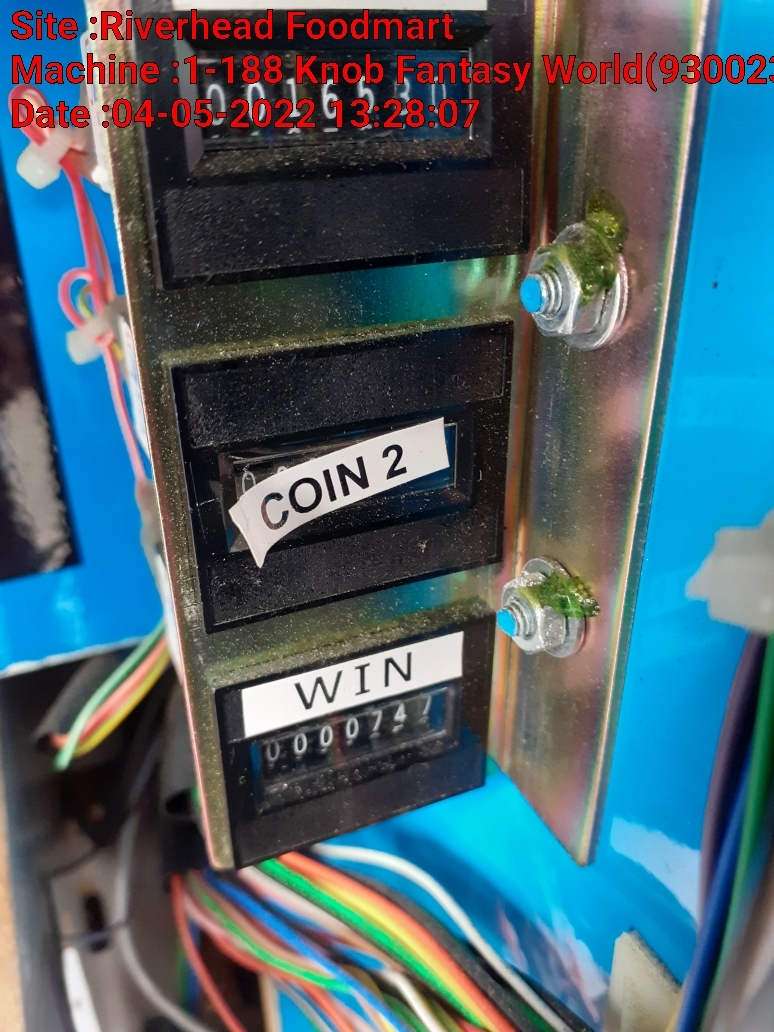 Site :Riverhead Foodmart
Machine :1-188 Knob Fantasy World(930023
Date :04-05-2022 13:28:07
COIN 2
WIN
0000747